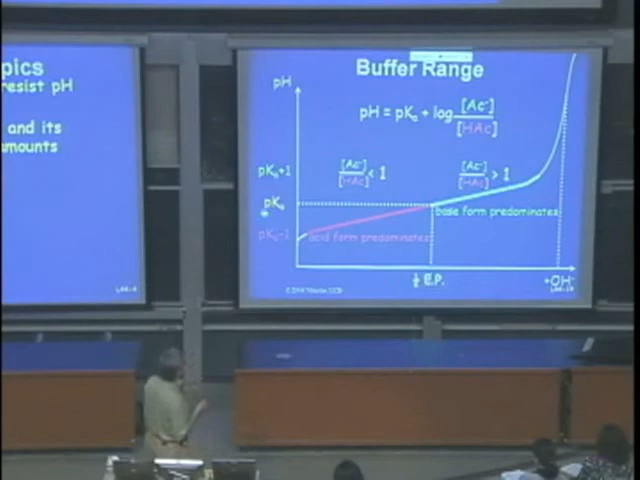 pics
resist pH
and its
amounts
Buffer Range
pH
pH = pKa + log [Ac-]
[HAc]
pKa+1
[Ac-]
[HAc] < 1
[Ac-]
[HAc] > 1
pKa
base form predominates
pKa-1
acid form predominates
½ E.P.
+OH-